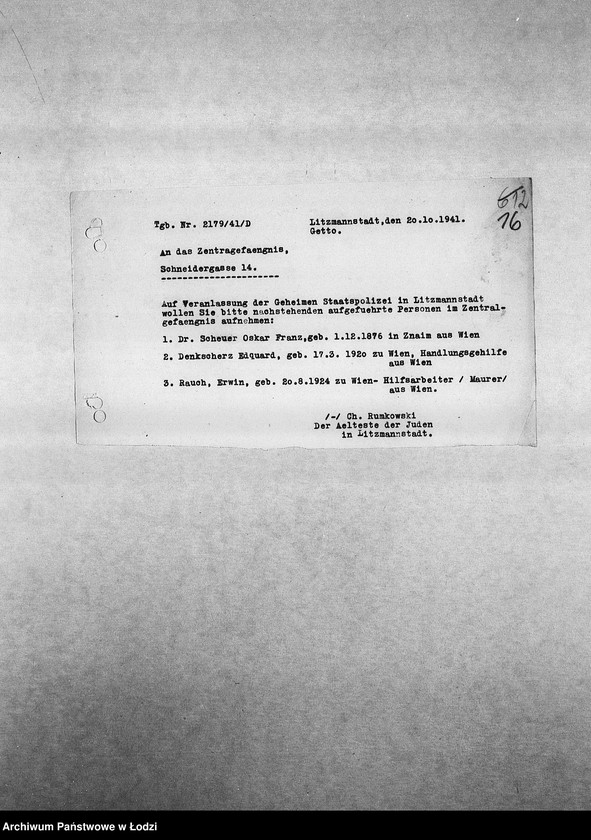 612
16
Tgb. Nr. 2179/41/D
Litzmannstadt,den 20.10.1941.
Getto.
An das Zentragefaengnis,
Schneidergasse 14.
Auf Veranlassung der Geheimen Staatspolizei in Litzmannstadt
wollen Sie bitte nachstehenden aufgefuehrte Personen im Zentral-
gefaengnis aufnehmen:
1. Dr. Scheuer Oskar Franz,geb. 1.12.1876 in Znaim aus Wien
2. Denkscherz Edquard, geb. 17.3. 1920 zu Wien, Handlungsgehilfe
aus Wien
3. Rauch, Erwin, geb. 20.8.1924 zu Wien- Hilfsarbeiter / Maurer/
aus Wien.
/-/ Ch. Rumkowski
Der Aelteste der Juden
in Litzmannstadt.
Archiwum Państwowe w Łodzi